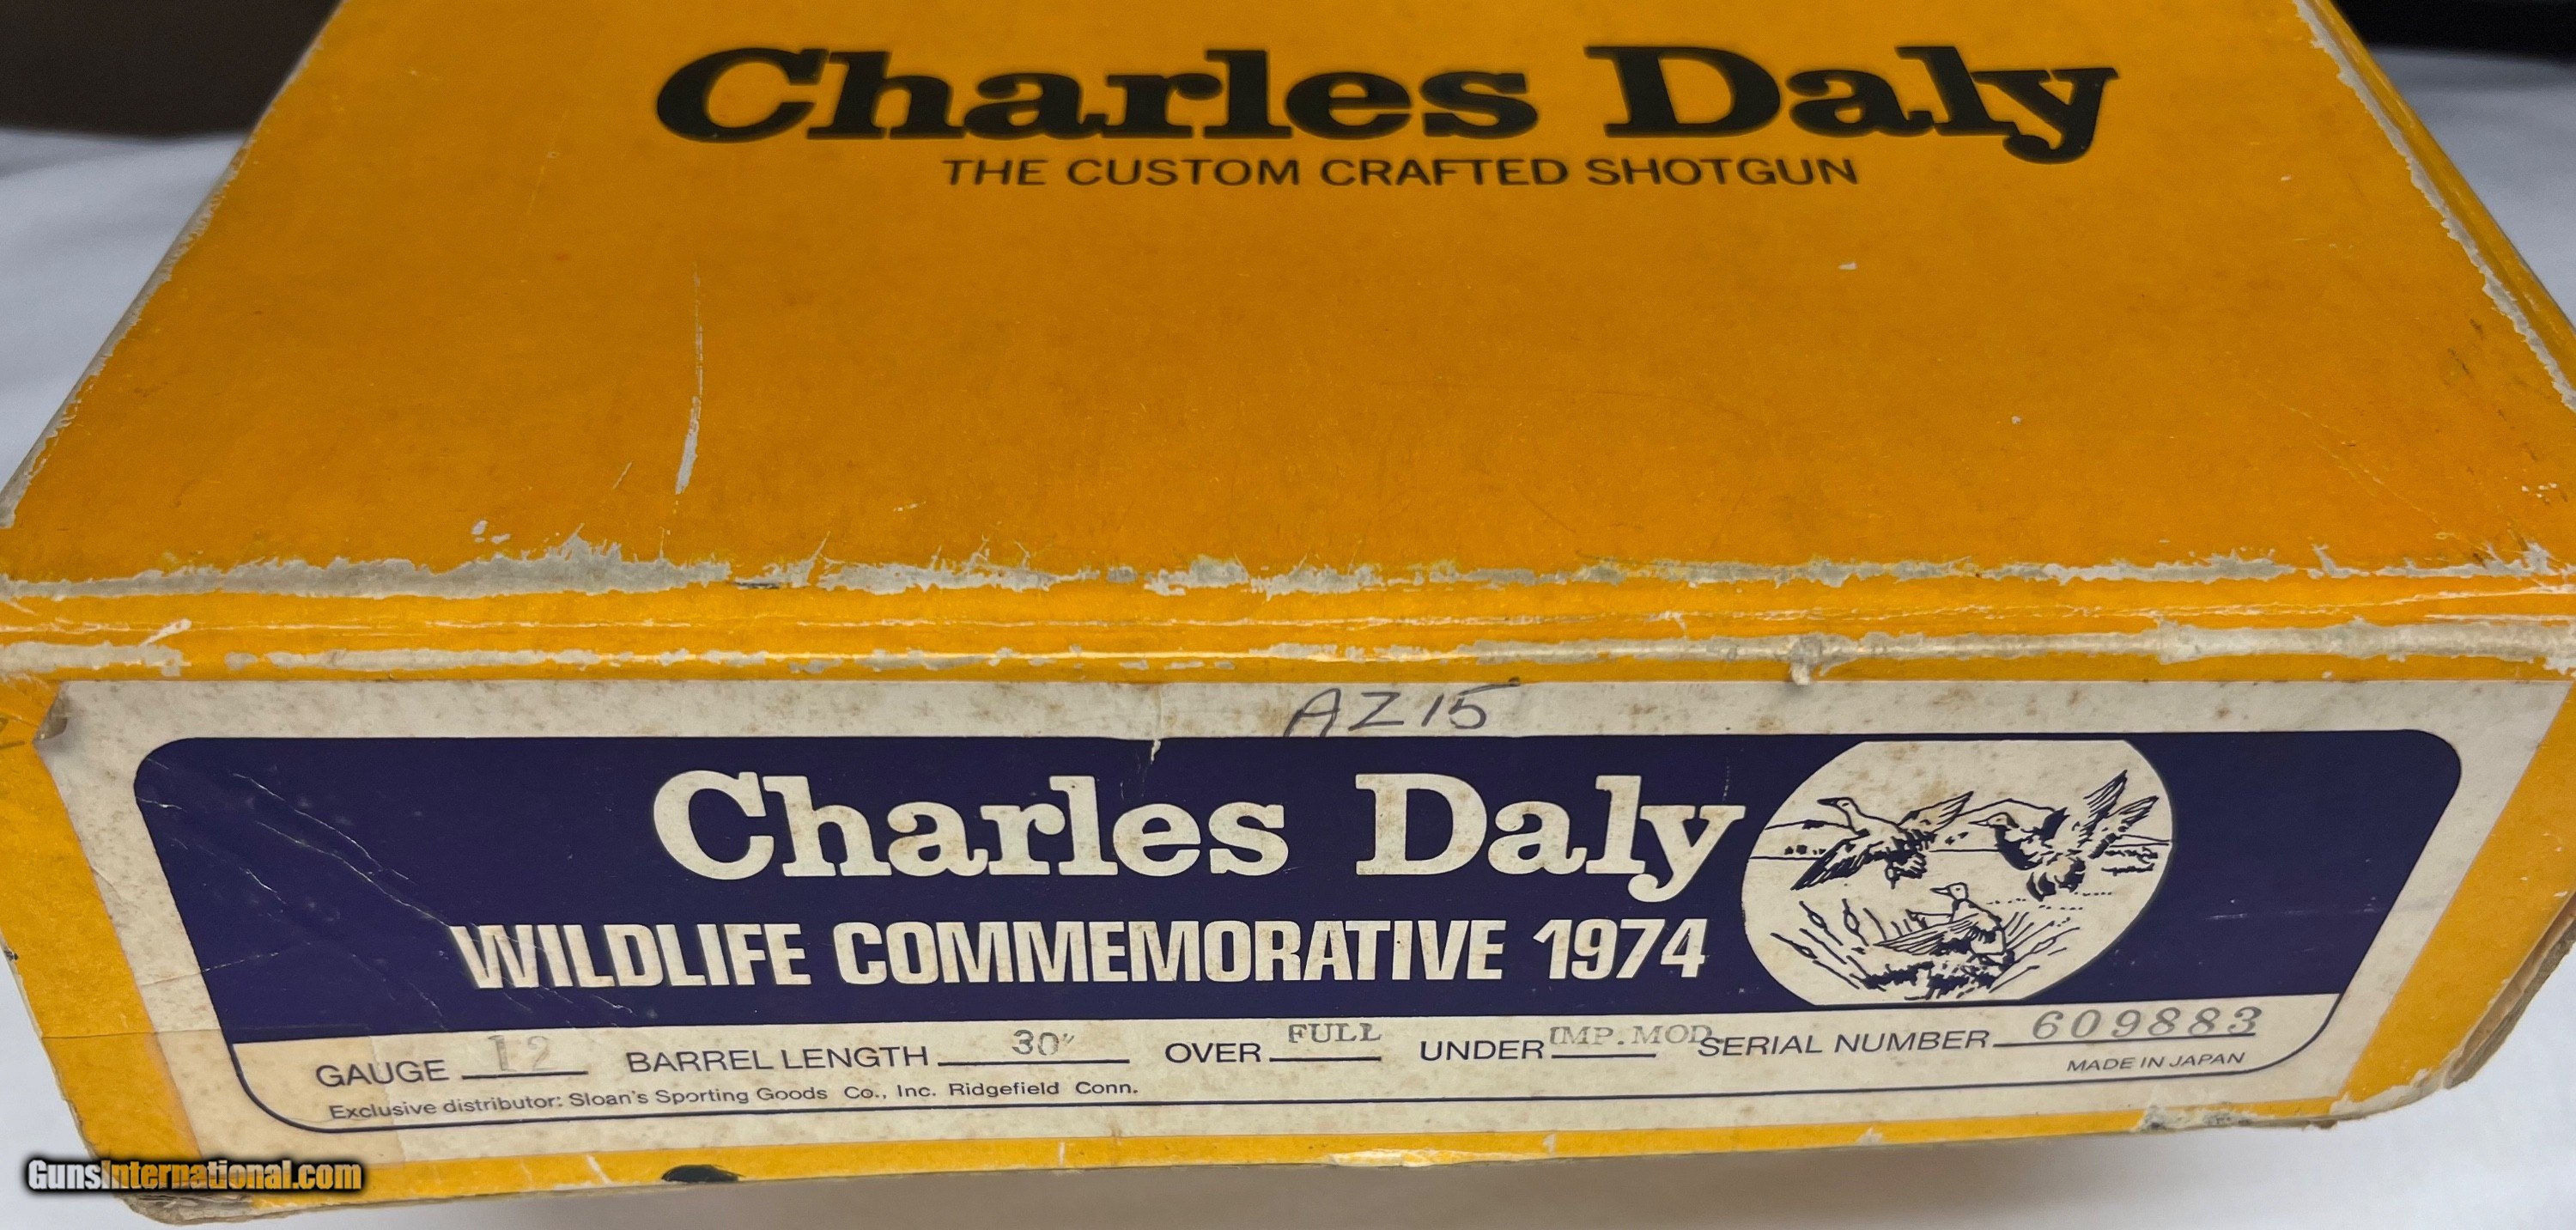 Charles Daly
THE CUSTOM CRAFTED SHOTGUN
AZ15
Charles Daly
WILDLIFE COMMEMORATIVE 1974
GAUGE 12 BARREL LENGTH 30" OVER FULL UNDER IMP.MOD SERIAL NUMBER 609883
MADE IN JAPAN
Exclusive distributor: Sloan's Sporting Goods Co., Inc. Ridgefield Conn.
GunsInternational.com